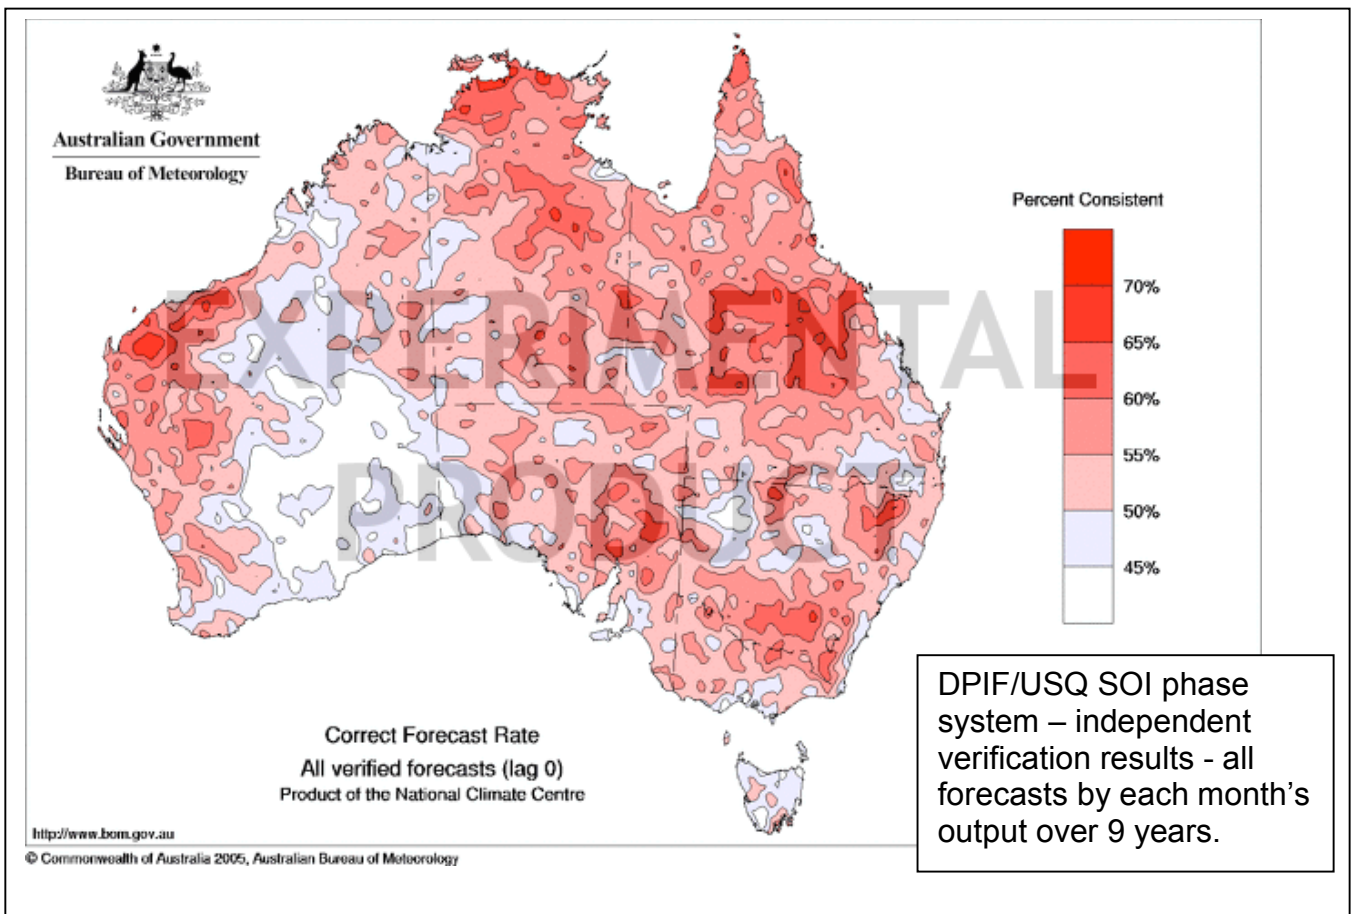 Australian Government
Bureau of Meteorology
Percent Consistent
70%
65%
60%
55%
50%
45%
EXPERIMENTAL
PRODUCT
Correct Forecast Rate
All verified forecasts (lag 0)
Product of the National Climate Centre
http://www.bom.gov.au
© Commonwealth of Australia 2005, Australian Bureau of Meteorology
DPIF/USQ SOI phase
system – independent
verification results - all
forecasts by each month’s
output over 9 years.